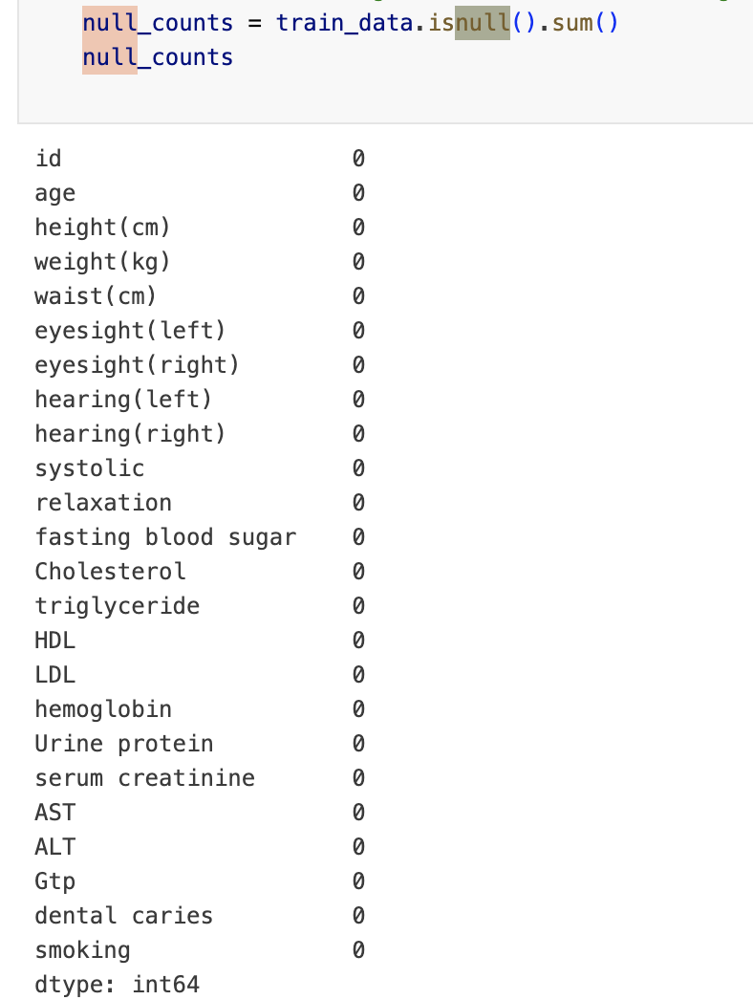 null_counts = train_data.isnull().sum()
null_counts
id 0
age 0
height(cm) 0
weight(kg) 0
waist(cm) 0
eyesight(left) 0
eyesight(right) 0
hearing(left) 0
hearing(right) 0
systolic 0
relaxation 0
fasting blood sugar 0
Cholesterol 0
triglyceride 0
HDL 0
LDL 0
hemoglobin 0
Urine protein 0
serum creatinine 0
AST 0
ALT 0
Gtp 0
dental caries 0
smoking 0
dtype: int64